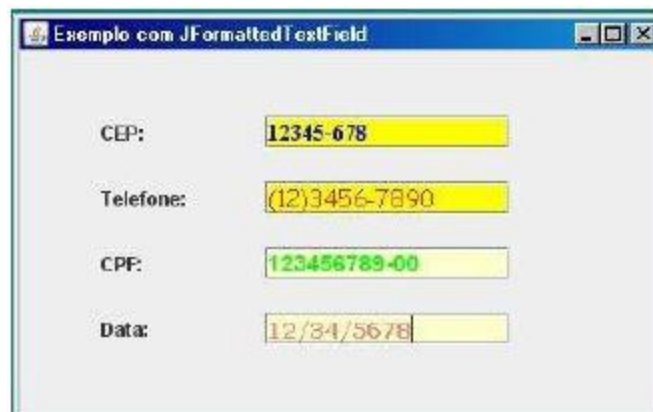 Exemplo com JFormattedTextField
CEP: 12345-678
Telefone: (12)3456-7890
CPF: 123456789-00
Data: 12/34/5678